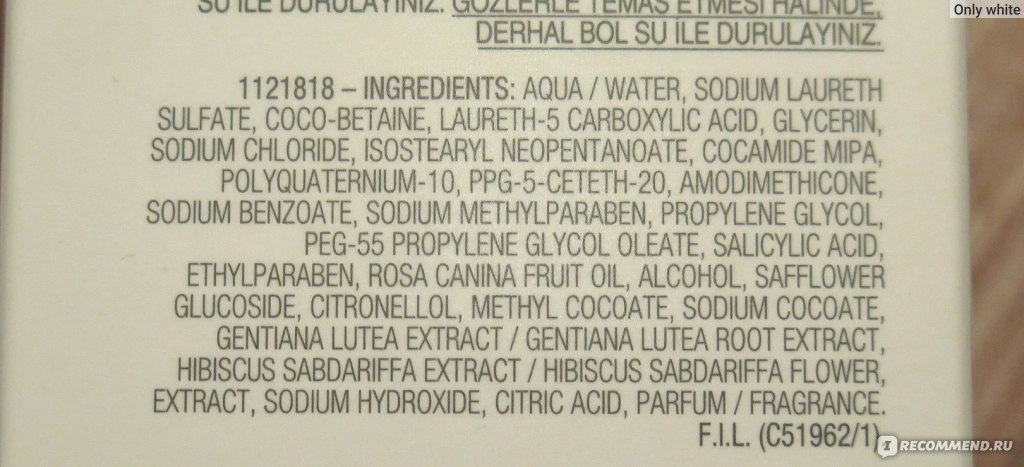 Only white
SU İLE DURULAYINIZ. GÖZLERLE TEMAS ETMESİ HALİNDE,
DERHAL BOL SU İLE DURULAYINIZ.
1121818 – INGREDIENTS: AQUA / WATER, SODIUM LAURETH
SULFATE, COCO-BETAINE, LAURETH-5 CARBOXYLIC ACID, GLYCERIN,
SODIUM CHLORIDE, ISOSTEARYL NEOPENTANOATE, COCAMIDE MIPA,
POLYQUATERNIUM-10, PPG-5-CETETH-20, AMODIMETHICONE,
SODIUM BENZOATE, SODIUM METHYLPARABEN, PROPYLENE GLYCOL,
PEG-55 PROPYLENE GLYCOL OLEATE, SALICYLIC ACID,
ETHYLPARABEN, ROSA CANINA FRUIT OIL, ALCOHOL, SAFFLOWER
GLUCOSIDE, CITRONELLOL, METHYL COCOATE, SODIUM COCOATE,
GENTIANA LUTEA EXTRACT / GENTIANA LUTEA ROOT EXTRACT,
HIBISCUS SABDARIFFA EXTRACT / HIBISCUS SABDARIFFA FLOWER,
EXTRACT, SODIUM HYDROXIDE, CITRIC ACID, PARFUM / FRAGRANCE.
F.I.L. (C51962/1).
IRECOMMEND.RU